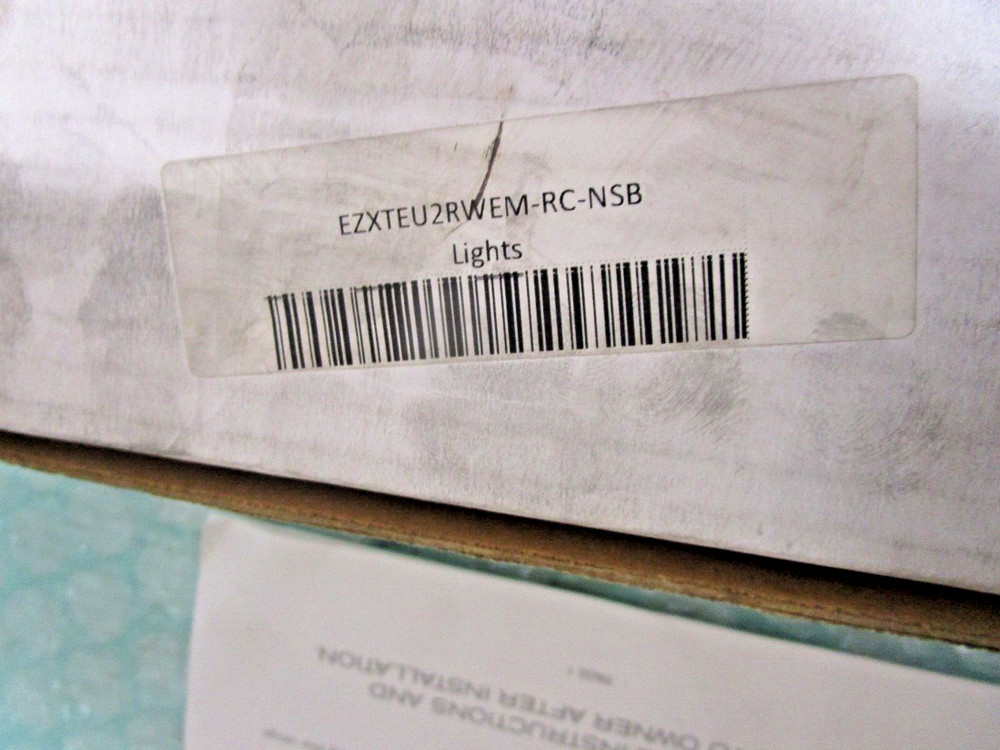 EZXTEU2RWEM-RC-NSB
Lights
INSTRUCTIONS AND
OWNER AFTER INSTALLATION.